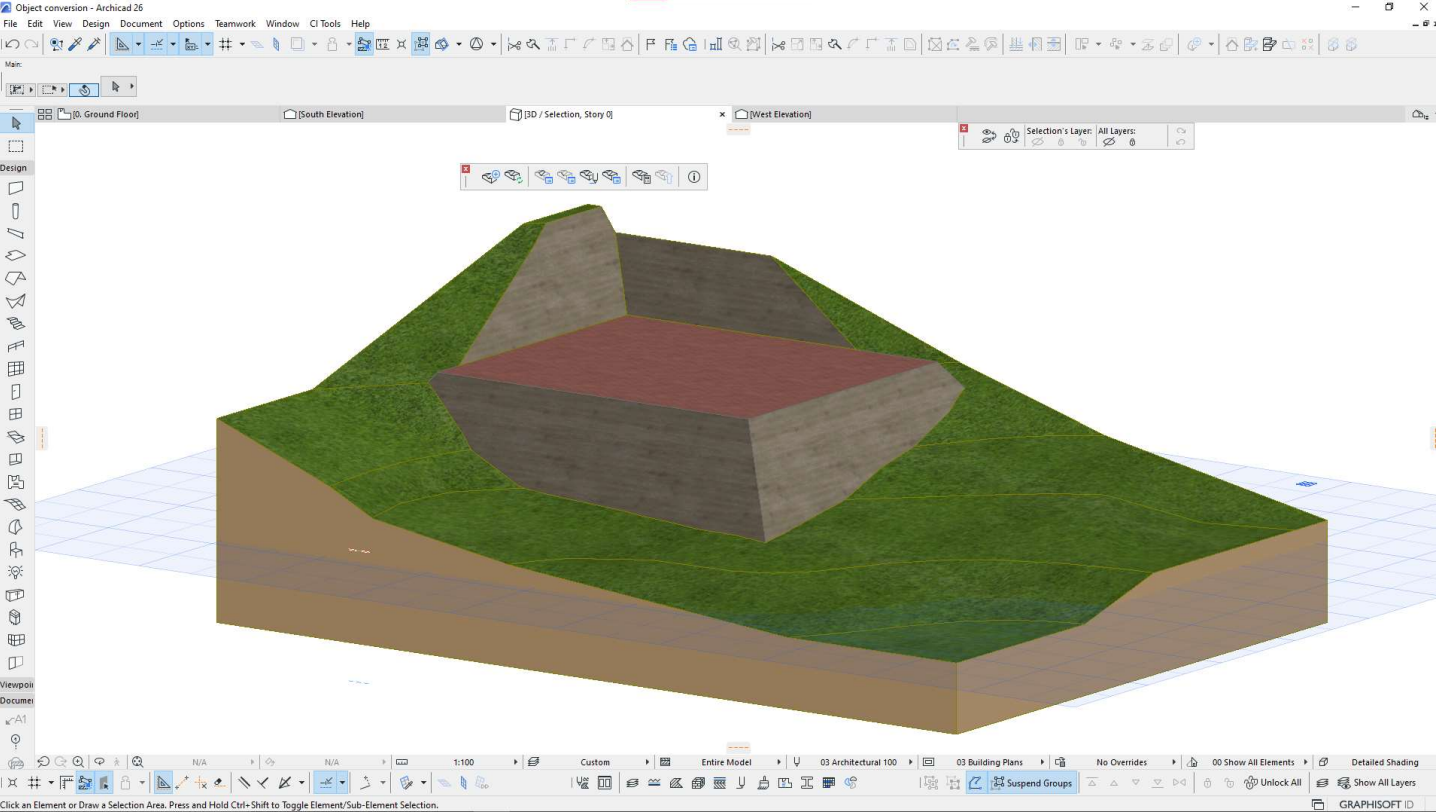 Object conversion - Archicad 26
File Edit View Design Document Options Teamwork Window CI Tools Help
Main:
[0. Ground Floor]
[South Elevation]
[3D / Selection, Story 0]
[West Elevation]
Selection's Layer: All Layers:
Design
Viewpoi
Documen
A1
N/A
N/A
1:100
Custom
Entire Model
03 Architectural 100
03 Building Plans
No Overrides
00 Show All Elements
Detailed Shading
Suspend Groups
Unlock All
Show All Layers
Click an Element or Draw a Selection Area. Press and Hold Ctrl+Shift to Toggle Element/Sub-Element Selection.
GRAPHISOFT ID